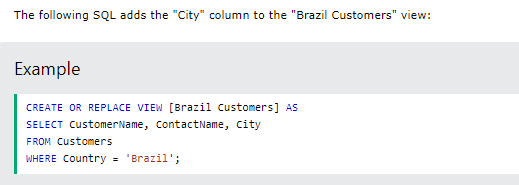 The following SQL adds the "City" column to the "Brazil Customers" view:
Example
CREATE OR REPLACE VIEW [Brazil Customers] AS
SELECT CustomerName, ContactName, City
FROM Customers
WHERE Country = 'Brazil';